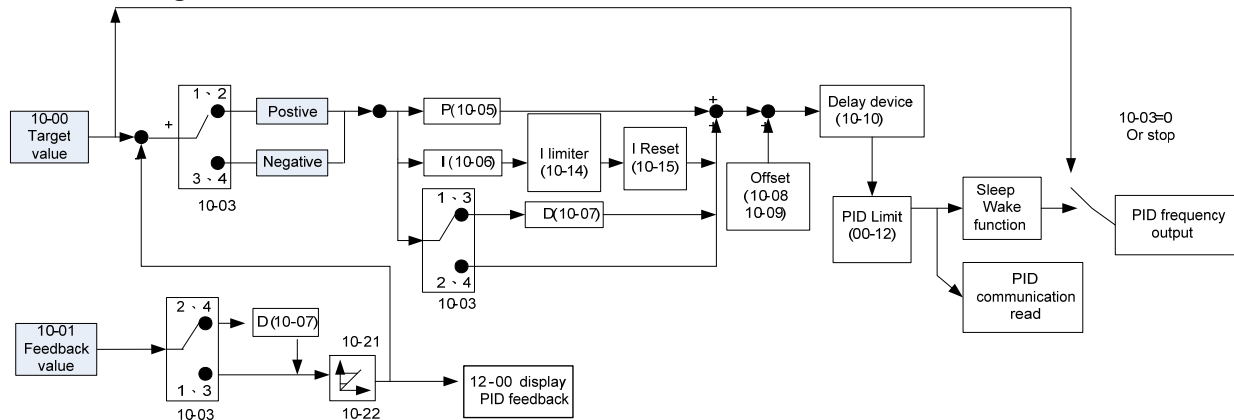 10-00
Target
value
+
-
1、2
3、4
10-03
Postive
Negative
P(10-05)
I(10-06)
I limiter
(10-14)
I Reset
(10-15)
1、3
2、4
10-03
D(10-07)
+
+
+
Offset
(10-08
10-09)
Delay device
(10-10)
PID Limit
(00-12)
Sleep
Wake
function
PID
communication
read
10-03=0
Or stop
PID frequency
output
10-01
Feedback
value
2、4
1、3
10-03
D(10-07)
10-21
10-22
12-00 display
PID feedback